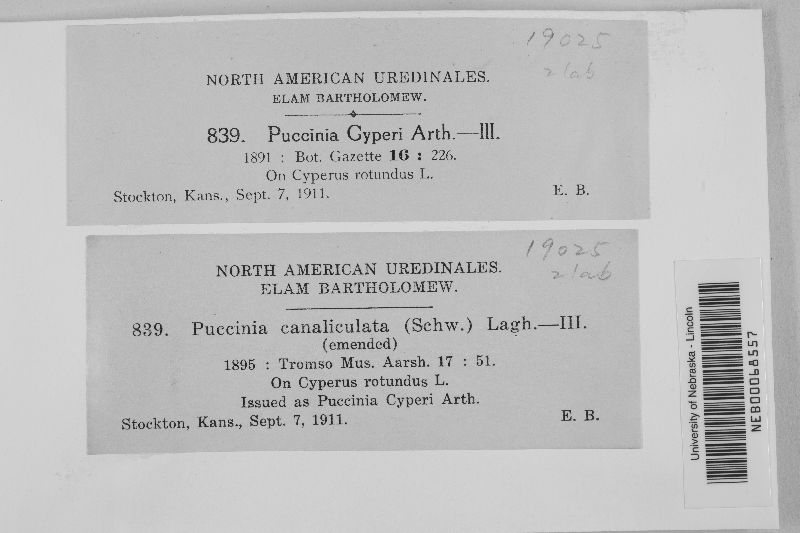 19025
2 lab
NORTH AMERICAN UREDINALES.
ELAM BARTHOLOMEW.
839. Puccinia Cyperi Arth.—III.
1891 : Bot. Gazette 16 : 226.
On Cyperus rotundus L.
Stockton, Kans., Sept. 7, 1911. E. B.
19025
2 lab
NORTH AMERICAN UREDINALES.
ELAM BARTHOLOMEW.
839. Puccinia canaliculata (Schw.) Lagh.—III.
(emended)
1895 : Tromso Mus. Aarsh. 17 : 51.
On Cyperus rotundus L.
Issued as Puccinia Cyperi Arth.
Stockton, Kans., Sept. 7, 1911. E. B.
University of Nebraska - Lincoln
NEB00068557